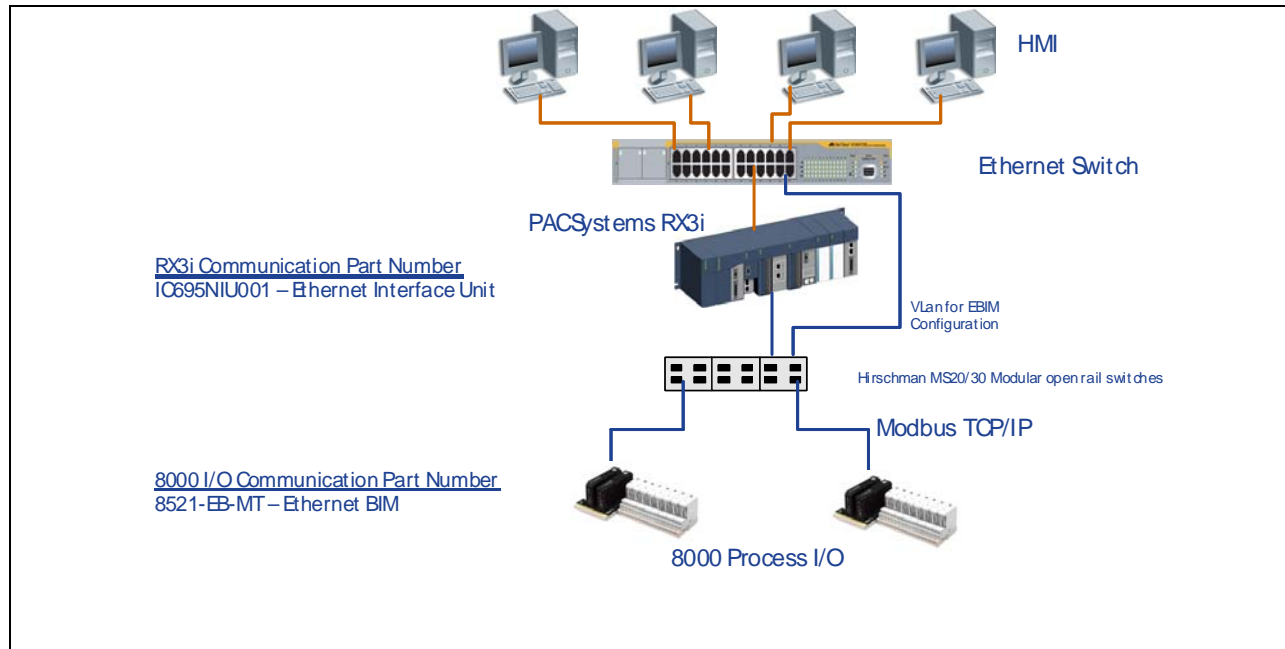 HMI
Ethernet Switch
PACSystems RX3i
RX3i Communication Part Number
IC695NIU001 – Ethernet Interface Unit
VLan for EBIM
Configuration
Hirschman MS20/30 Modular open rail switches
Modbus TCP/IP
8000 I/O Communication Part Number
8521-EB-MT – Ethernet BIM
8000 Process I/O